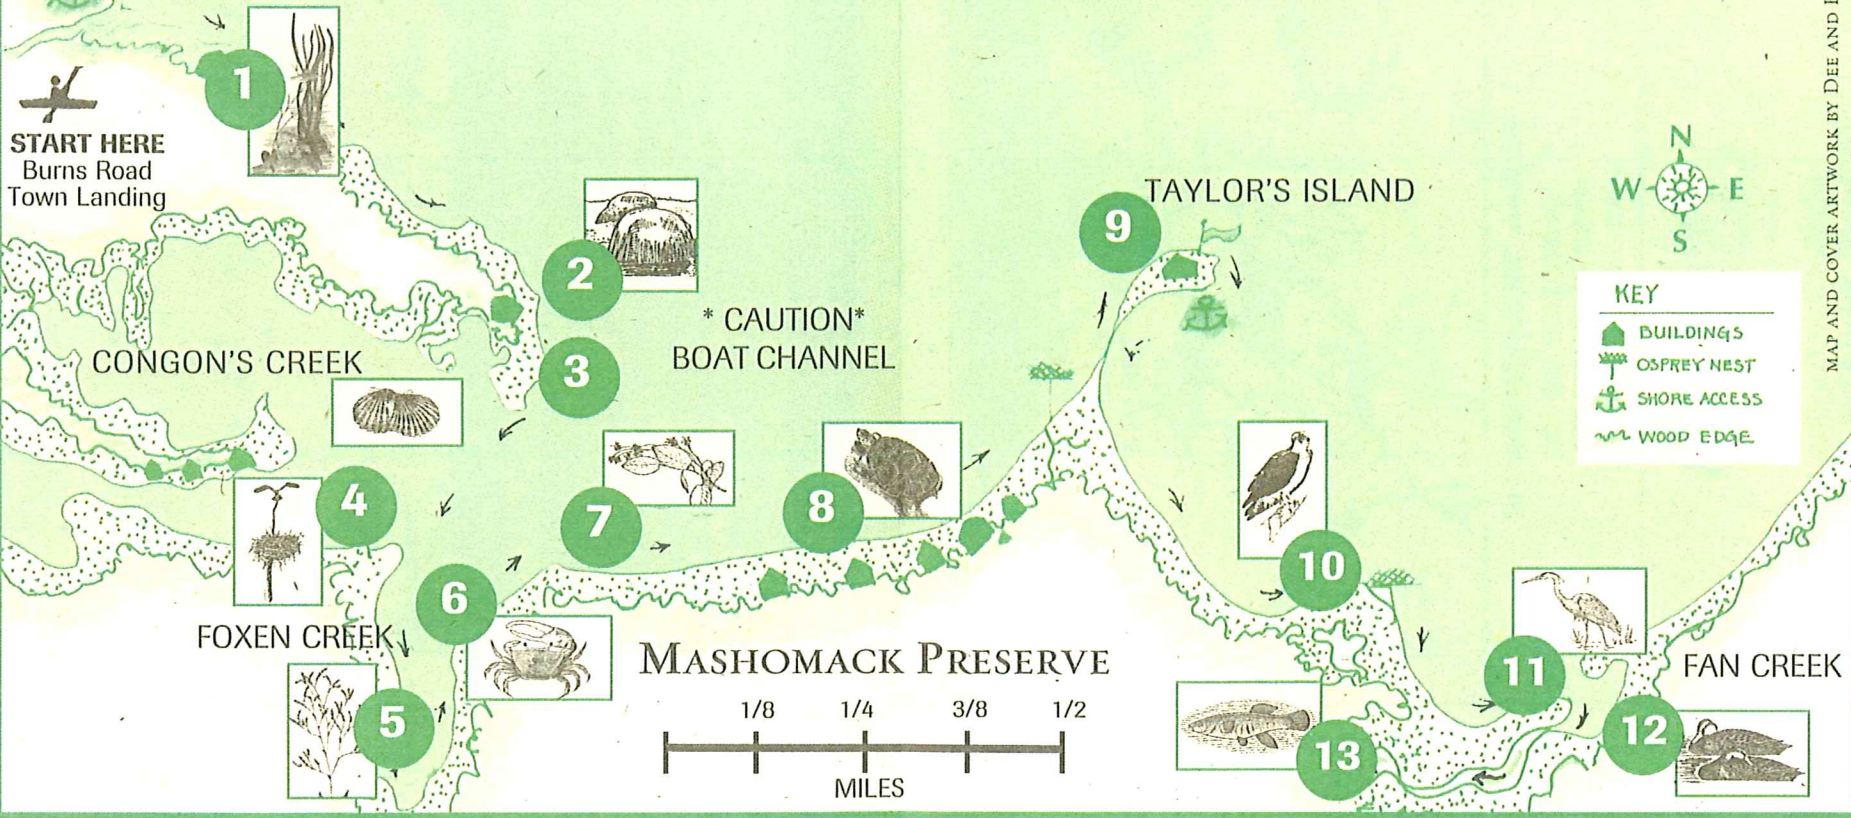 1
START HERE
Burns Road
Town Landing
2
* CAUTION*
BOAT CHANNEL
3
CONGON'S CREEK
4
7
8
6
FOXEN CREEK
5
MASHOMACK PRESERVE
1/8 1/4 3/8 1/2
MILES
9
TAYLOR'S ISLAND
10
11
FAN CREEK
12
13
N
W E
S
KEY
BUILDINGS
OSPREY NEST
SHORE ACCESS
WOOD EDGE
MAP AND COVER ARTWORK BY DEE AND